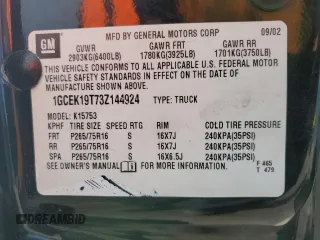 GM
MFD BY GENERAL MOTORS CORP 09/02
GVWR GAWR FRT GAWR RR
2903KG(6400LB) 1780KG(3925LB) 1701KG(3750LB)
THIS VEHICLE CONFORMS TO ALL APPLICABLE U.S. FEDERAL MOTOR
VEHICLE SAFETY STANDARDS IN EFFECT ON THE DATE OF
MANUFACTURE SHOWN ABOVE.
1GCEK19T73Z144924 TYPE: TRUCK
MODEL: K15753
KPHF TIRE SIZE SPEED RTG RIM COLD TIRE PRESSURE
FRT P265/75R16 S 16X7J 240KPA(35PSI)
RR P265/75R16 S 16X7J 240KPA(35PSI)
SPA P265/75R16 S 16X6.5J 240KPA(35PSI)
SEE OWNER'S MANUAL FOR MORE INFORMATION
F 465
T 479
DREAMBID